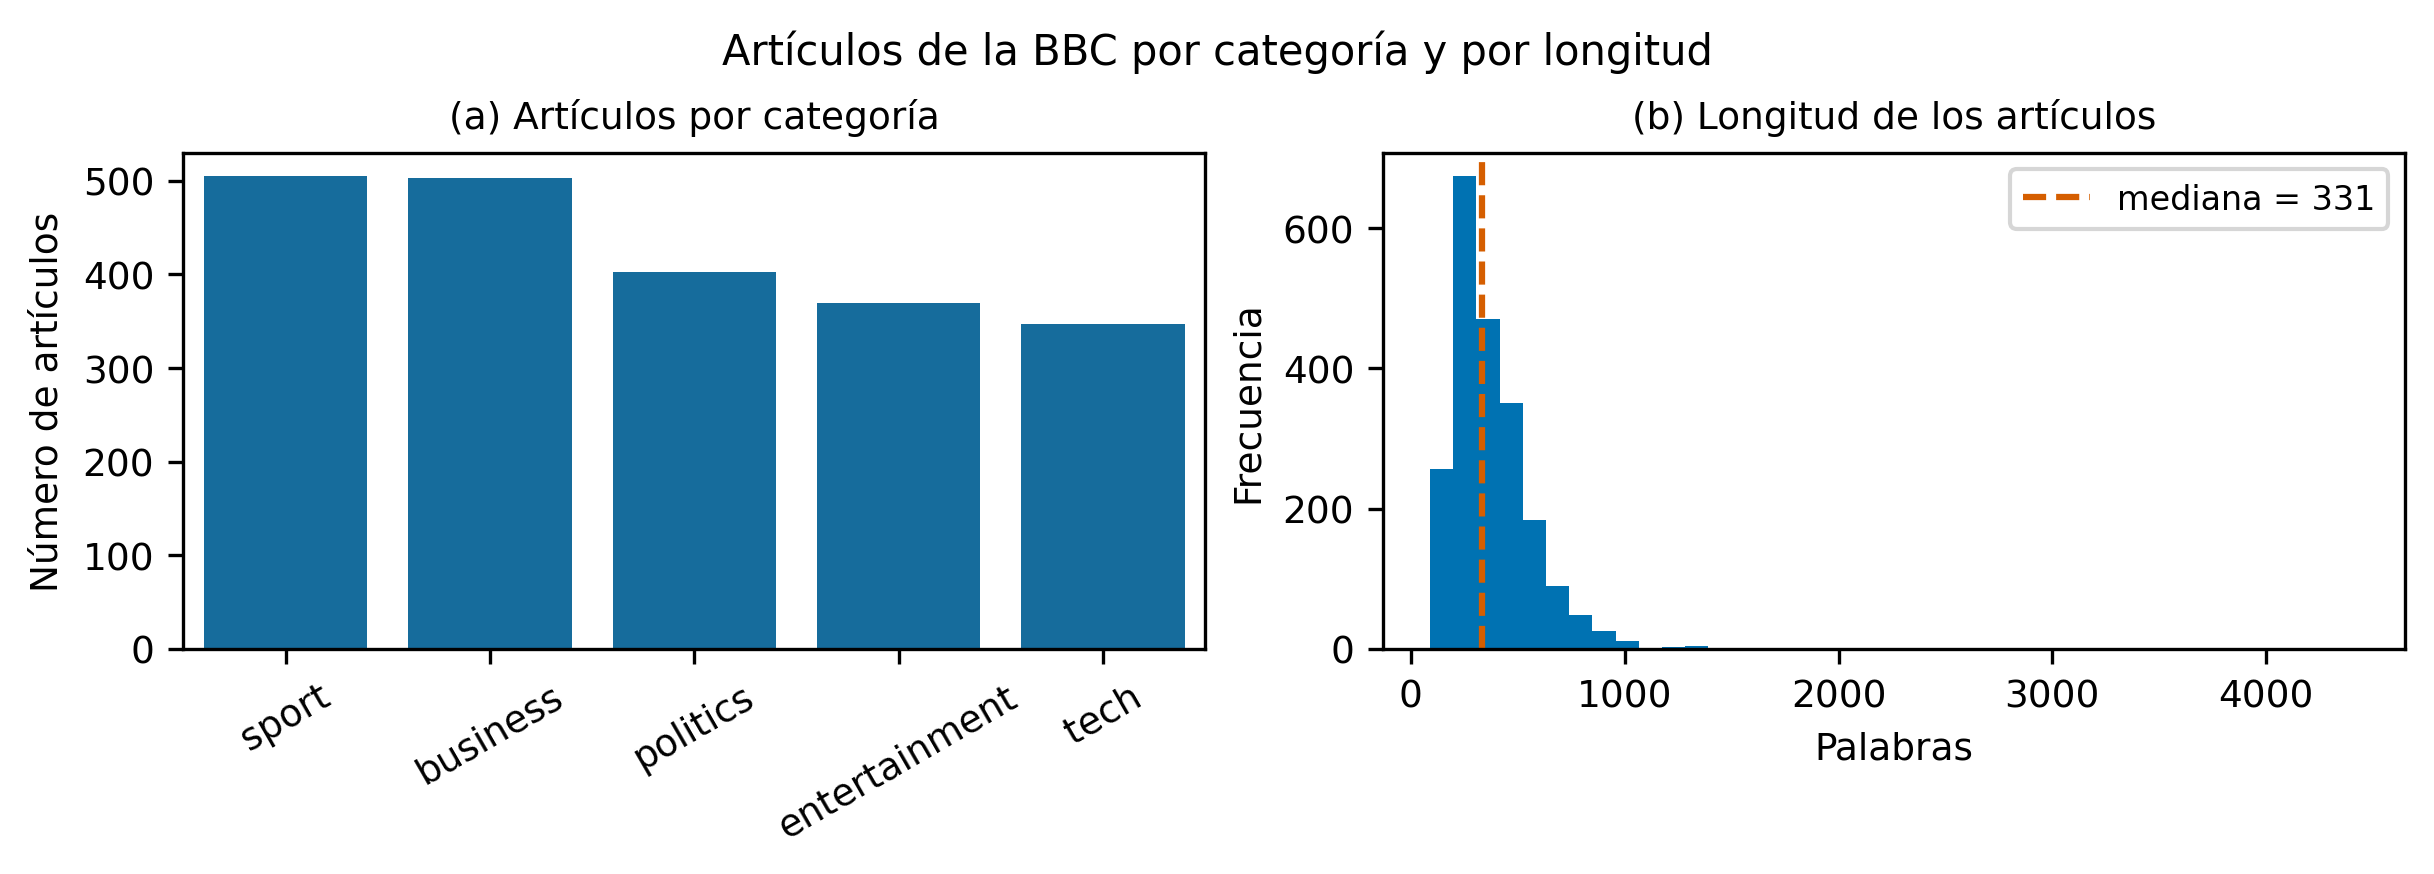 Artículos de la BBC por categoría y por longitud
(a) Artículos por categoría
Número de artículos
500
400
300
200
100
0
sport
business
politics
entertainment
tech
(b) Longitud de los artículos
Frecuencia
600
400
200
0
mediana = 331
0
1000
2000
3000
4000
Palabras